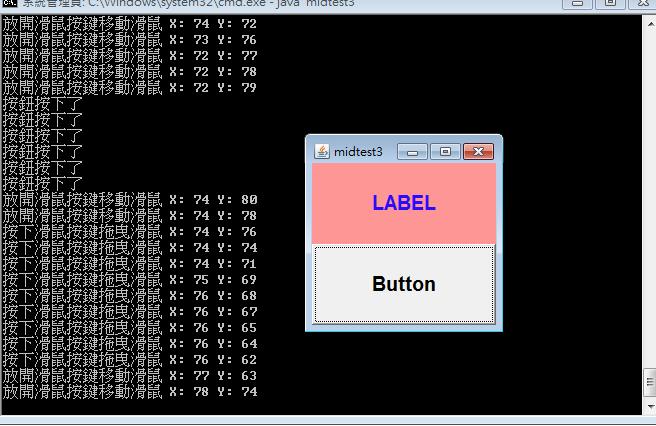 系統管理員: C:\Windows\system32\cmd.exe - java midtest3
放開滑鼠按鍵移動滑鼠 X: 74 Y: 72
放開滑鼠按鍵移動滑鼠 X: 73 Y: 76
放開滑鼠按鍵移動滑鼠 X: 72 Y: 77
放開滑鼠按鍵移動滑鼠 X: 72 Y: 78
放開滑鼠按鍵移動滑鼠 X: 72 Y: 79
按鈕按下了
按鈕按下了
按鈕按下了
按鈕按下了
按鈕按下了
按鈕按下了
放開滑鼠按鍵移動滑鼠 X: 74 Y: 80
放開滑鼠按鍵移動滑鼠 X: 74 Y: 78
按下滑鼠按鍵拖曳滑鼠 X: 74 Y: 76
按下滑鼠按鍵拖曳滑鼠 X: 74 Y: 74
按下滑鼠按鍵拖曳滑鼠 X: 74 Y: 71
按下滑鼠按鍵拖曳滑鼠 X: 75 Y: 69
按下滑鼠按鍵拖曳滑鼠 X: 76 Y: 68
按下滑鼠按鍵拖曳滑鼠 X: 76 Y: 67
按下滑鼠按鍵拖曳滑鼠 X: 76 Y: 65
按下滑鼠按鍵拖曳滑鼠 X: 76 Y: 64
按下滑鼠按鍵拖曳滑鼠 X: 76 Y: 62
放開滑鼠按鍵移動滑鼠 X: 77 Y: 63
放開滑鼠按鍵移動滑鼠 X: 78 Y: 74
midtest3
LABEL
Button